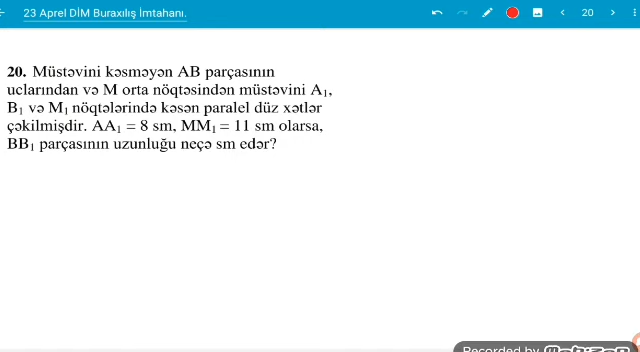 23 Aprel DİM Buraxılış İmtahanı.
20
20. Müstəvini kəsməyən AB parçasının
uclarından və M orta nöqtəsindən müstəvini A₁,
B₁ və M₁ nöqtələrində kəsən paralel düz xətlər
çəkilmişdir. AA₁ = 8 sm, MM₁ = 11 sm olarsa,
BB₁ parçasının uzunluğu neçə sm edər?
Recorded by